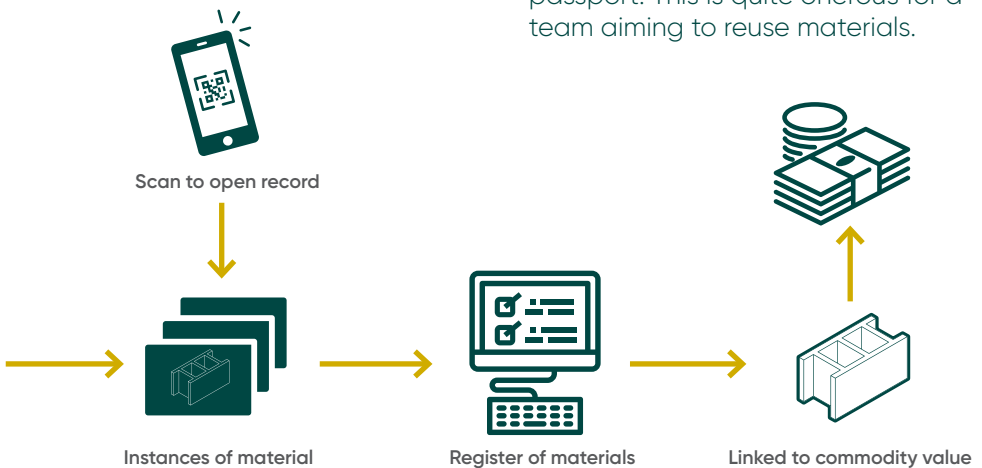 team aiming to reuse materials.
Scan to open record
Instances of material
Register of materials
Linked to commodity value